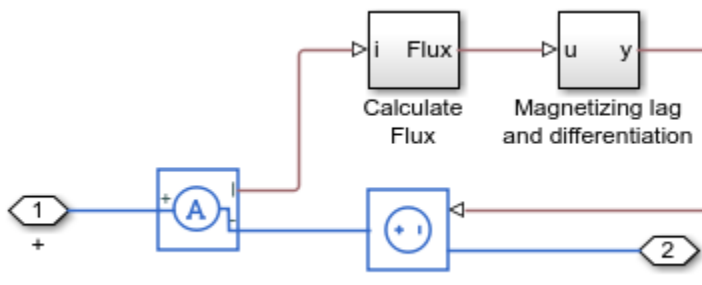 i Flux
u y
Calculate
Flux
Magnetizing lag
and differentiation
1
+
+
A
I
-
+ -
2